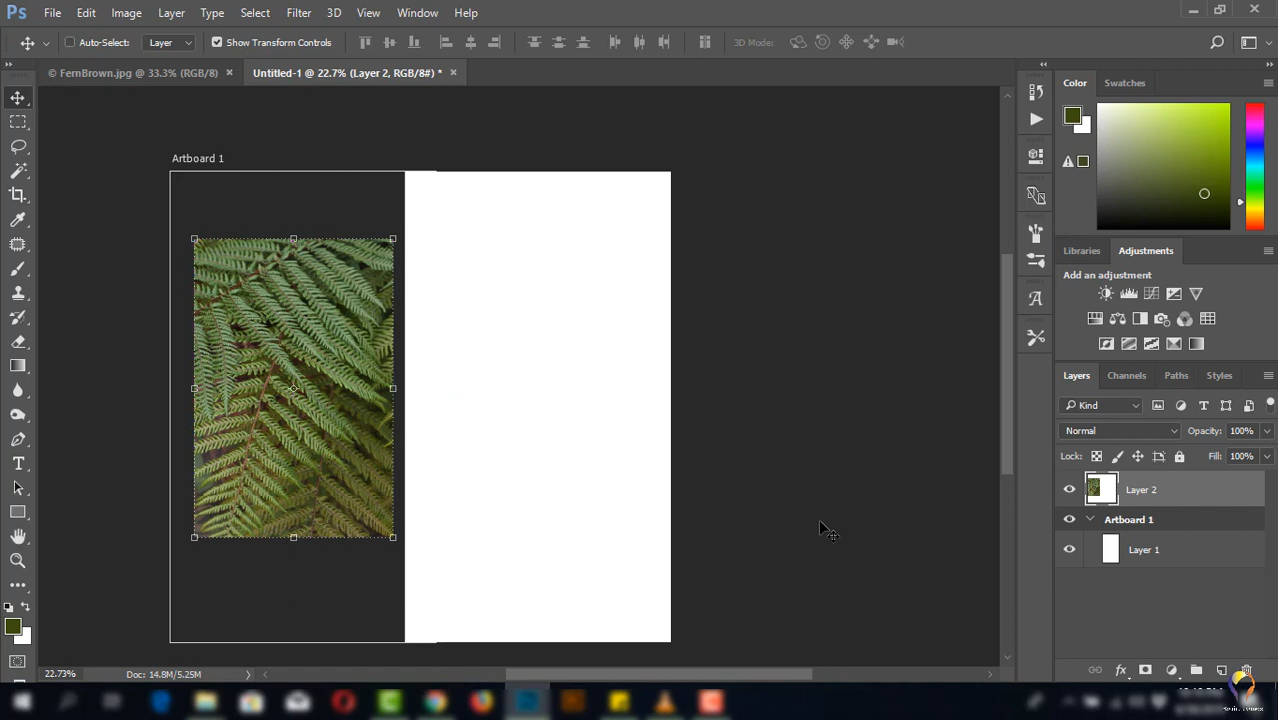 Ps File Edit Image Layer Type Select Filter 3D View Window Help
Auto-Select: Layer Show Transform Controls 3D Mode:
© FernBrown.jpg @ 33.3% (RGB/8) × Untitled-1 @ 22.7% (Layer 2, RGB/8#) * ×
Color Swatches
Artboard 1
Libraries Adjustments
Add an adjustment
Layers Channels Paths Styles
Kind
Normal Opacity: 100%
Lock: Fill: 100%
Layer 2
Artboard 1
Layer 1
22.73% Doc: 14.8M/5.25M